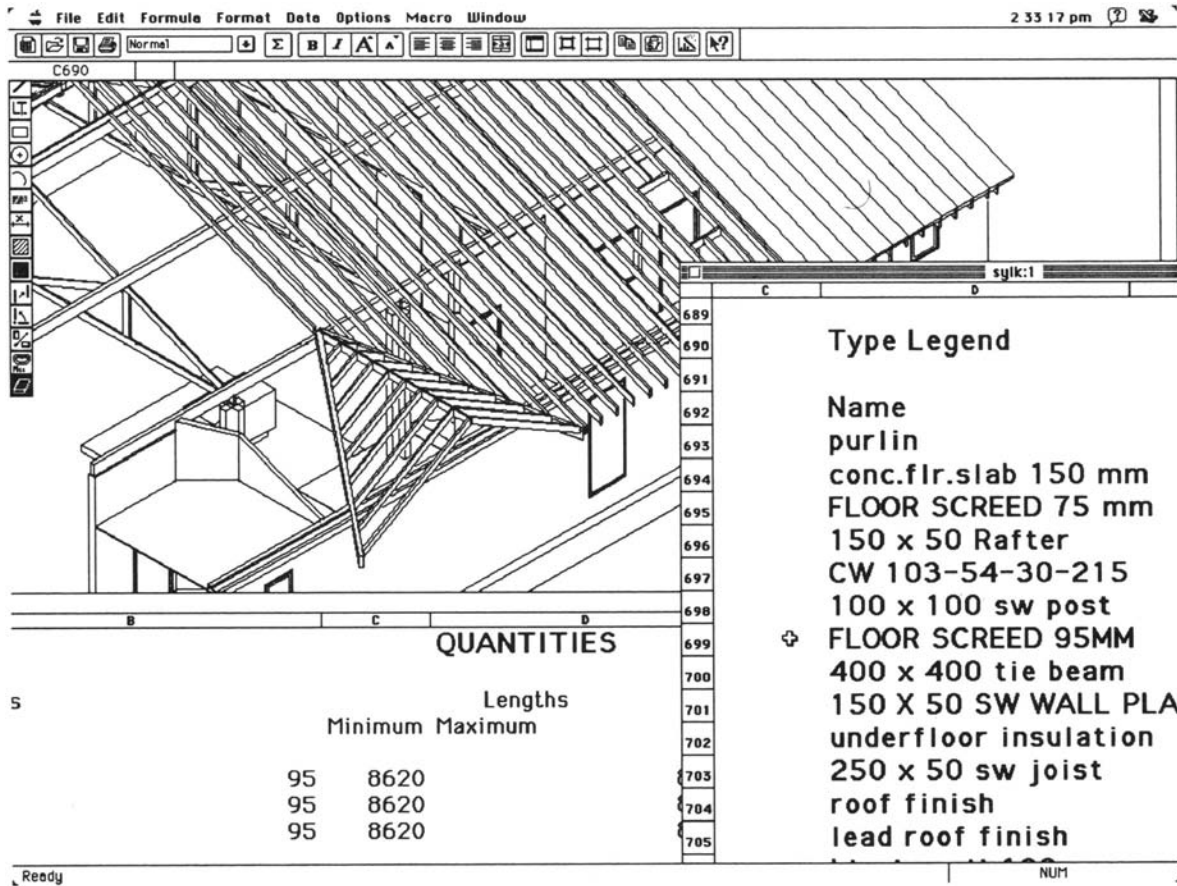 File Edit Formula Format Data Options Macro Window 2 33 17 pm
Normal Σ B I A A
C690
sylk:1
C D
689
690 Type Legend
691
692 Name
693 purlin
694 conc.flr.slab 150 mm
695 FLOOR SCREED 75 mm
696 150 x 50 Rafter
697 CW 103-54-30-215
698 100 x 100 sw post
699 FLOOR SCREED 95MM
700 400 x 400 tie beam
701 150 X 50 SW WALL PLA
702 underfloor insulation
703 250 x 50 sw joist
704 roof finish
705 lead roof finish
B C D
QUANTITIES
s Lengths
Minimum Maximum
95 8620
95 8620
95 8620
Ready NUM